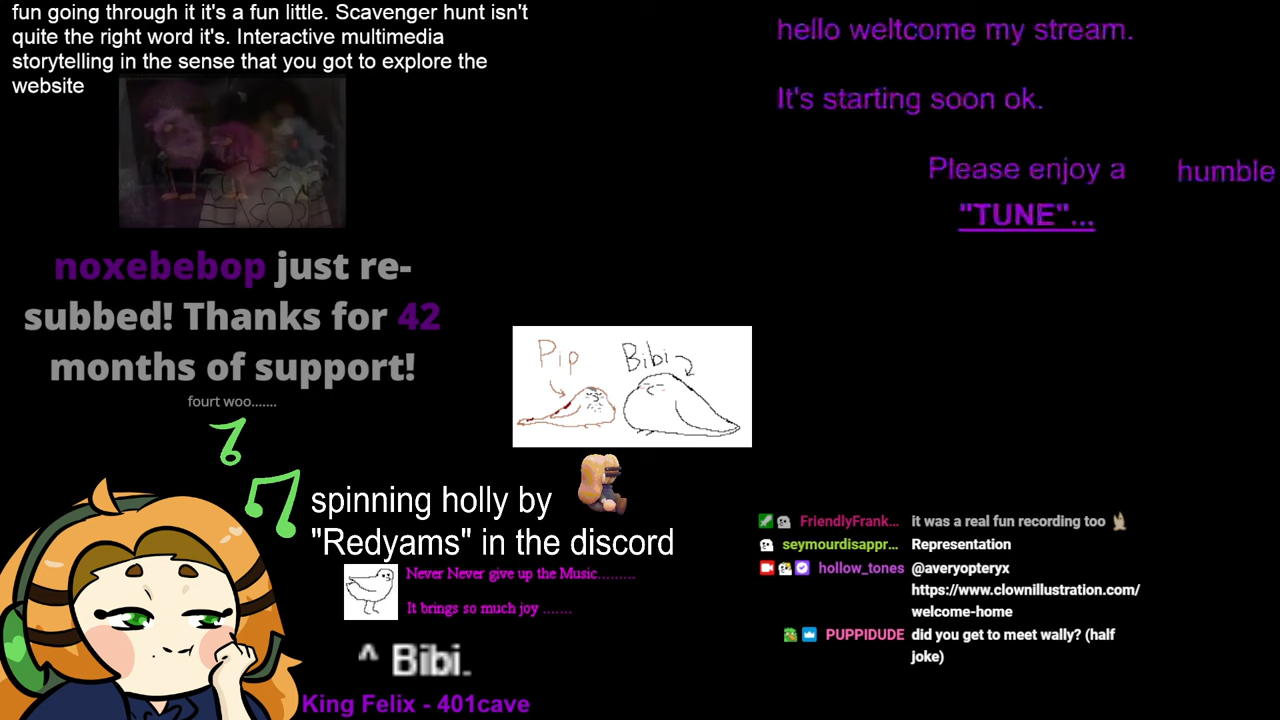 fun going through it it's a fun little. Scavenger hunt isn't
quite the right word it's. Interactive multimedia
storytelling in the sense that you got to explore the
website
hello weltcome my stream.
It's starting soon ok.
Please enjoy a humble
"TUNE"...
noxebebop just re-
subbed! Thanks for 42
months of support!
fourt woo.......
Pip
Bibi
spinning holly by
"Redyams" in the discord
Never Never give up the Music.........
It brings so much joy .......
^ Bibi.
King Felix - 401cave
FriendlyFrank... it was a real fun recording too
seymourdisappr... Representation
hollow_tones @averyopteryx
https://www.clownillustration.com/
welcome-home
PUPPIDUDE did you get to meet wally? (half
joke)